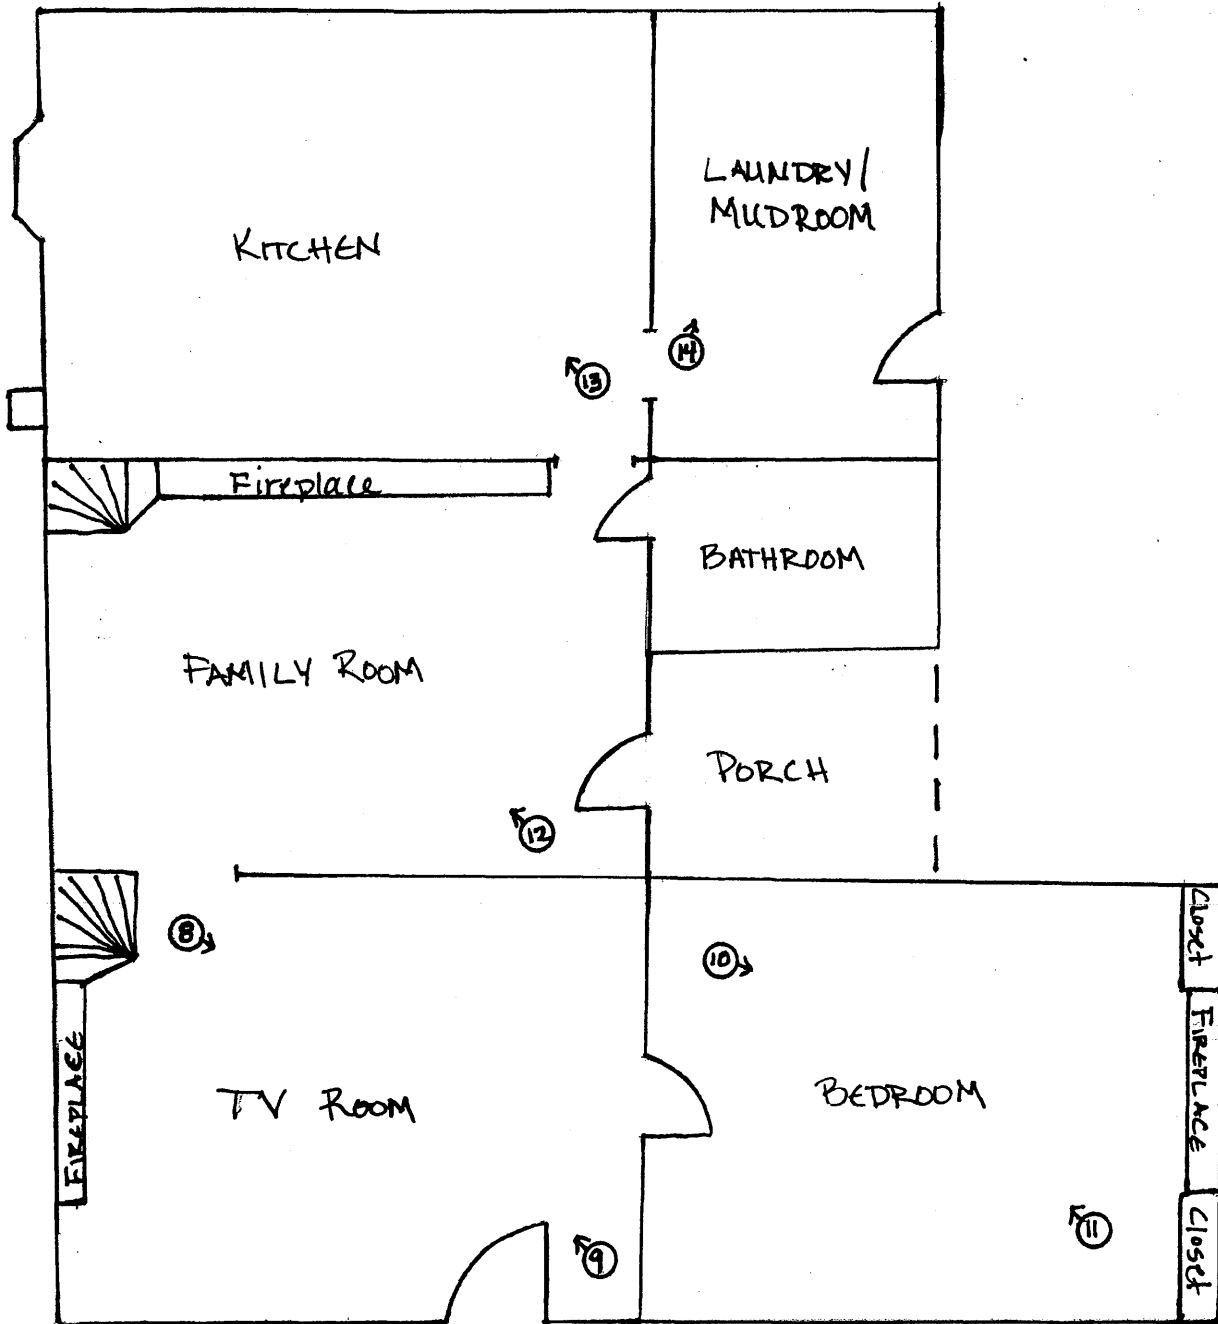 LAUNDRY/
MUDROOM
KITCHEN
14
13
Fireplace
BATHROOM
FAMILY ROOM
PORCH
12
8
10
Closet
FIREPLACE
FIREPLACE
TV ROOM
BEDROOM
11
9
Closet